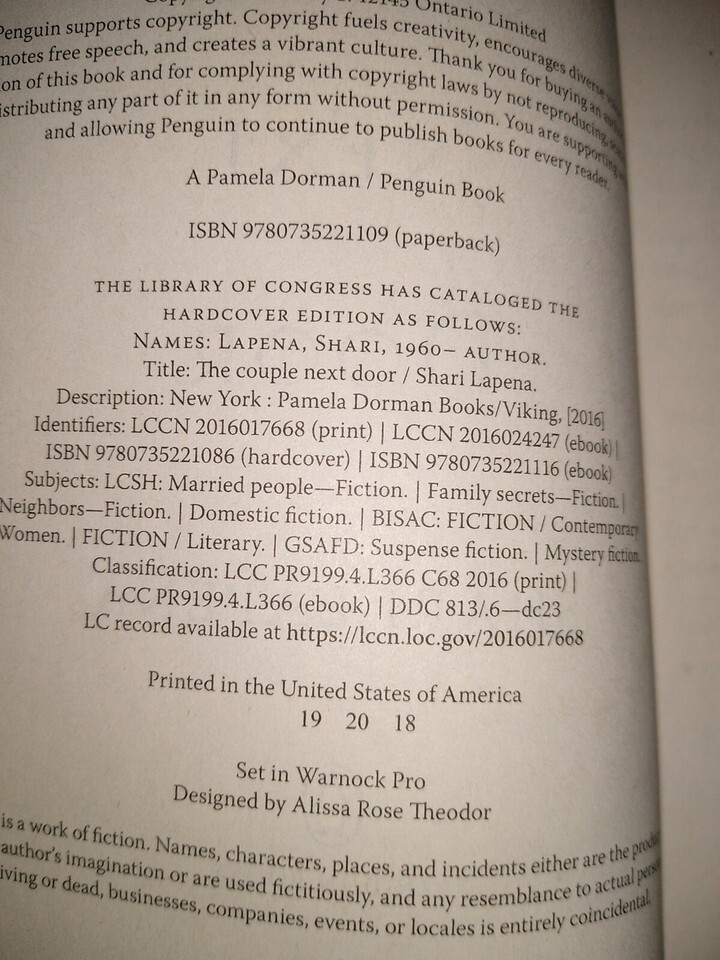 Ontario Limited
Penguin supports copyright. Copyright fuels creativity, encourages diverse
motes free speech, and creates a vibrant culture. Thank you for buying an
on of this book and for complying with copyright laws by not reproducing,
istributing any part of it in any form without permission. You are supporting
and allowing Penguin to continue to publish books for every reader.
A Pamela Dorman / Penguin Book
ISBN 9780735221109 (paperback)
THE LIBRARY OF CONGRESS HAS CATALOGED THE
HARDCOVER EDITION AS FOLLOWS:
NAMES: LAPENA, SHARI, 1960– AUTHOR.
Title: The couple next door / Shari Lapena.
Description: New York : Pamela Dorman Books/Viking, [2016]
Identifiers: LCCN 2016017668 (print) | LCCN 2016024247 (ebook) |
ISBN 9780735221086 (hardcover) | ISBN 9780735221116 (ebook)
Subjects: LCSH: Married people—Fiction. | Family secrets—Fiction. |
Neighbors—Fiction. | Domestic fiction. | BISAC: FICTION / Contemporary
Women. | FICTION / Literary. | GSAFD: Suspense fiction. | Mystery fiction.
Classification: LCC PR9199.4.L366 C68 2016 (print) |
LCC PR9199.4.L366 (ebook) | DDC 813/.6—dc23
LC record available at https://lccn.loc.gov/2016017668
Printed in the United States of America
19 20 18
Set in Warnock Pro
Designed by Alissa Rose Theodor
is a work of fiction. Names, characters, places, and incidents either are the produ
author's imagination or are used fictitiously, and any resemblance to actual perso
iving or dead, businesses, companies, events, or locales is entirely coincidental.